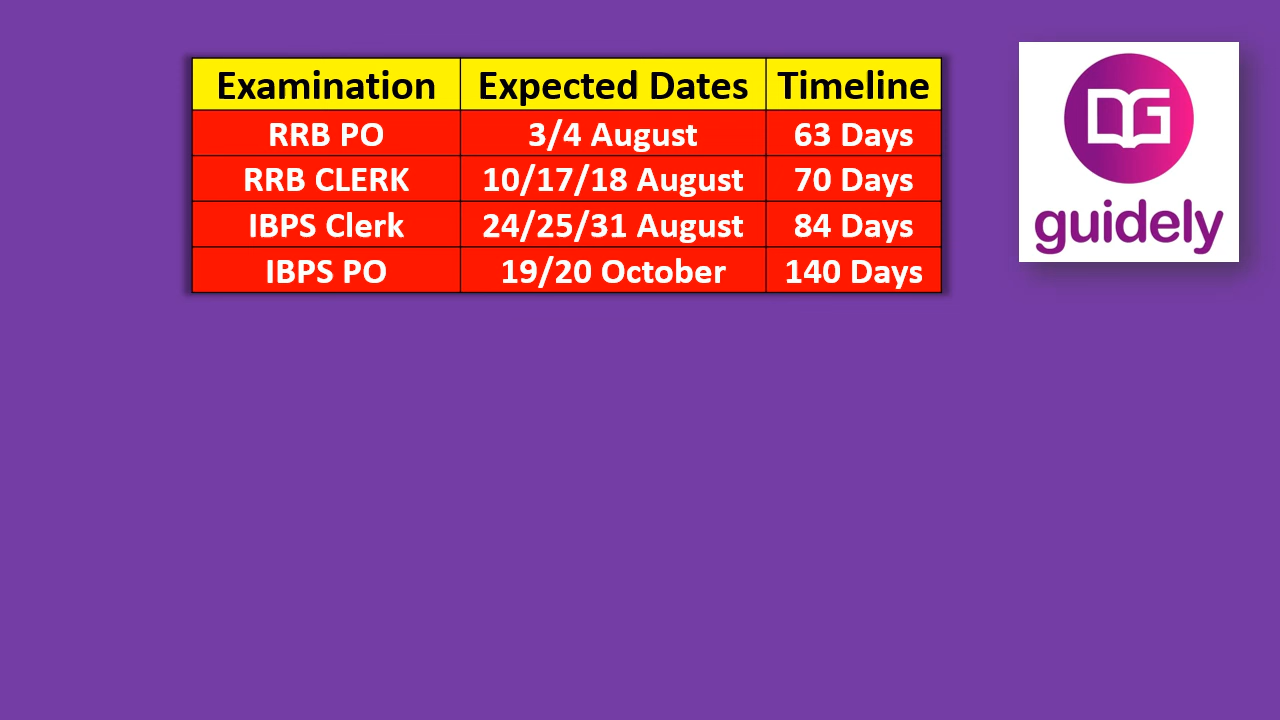 Examination Expected Dates Timeline
RRB PO 3/4 August 63 Days
RRB CLERK 10/17/18 August 70 Days
IBPS Clerk 24/25/31 August 84 Days
IBPS PO 19/20 October 140 Days
DG
guidely